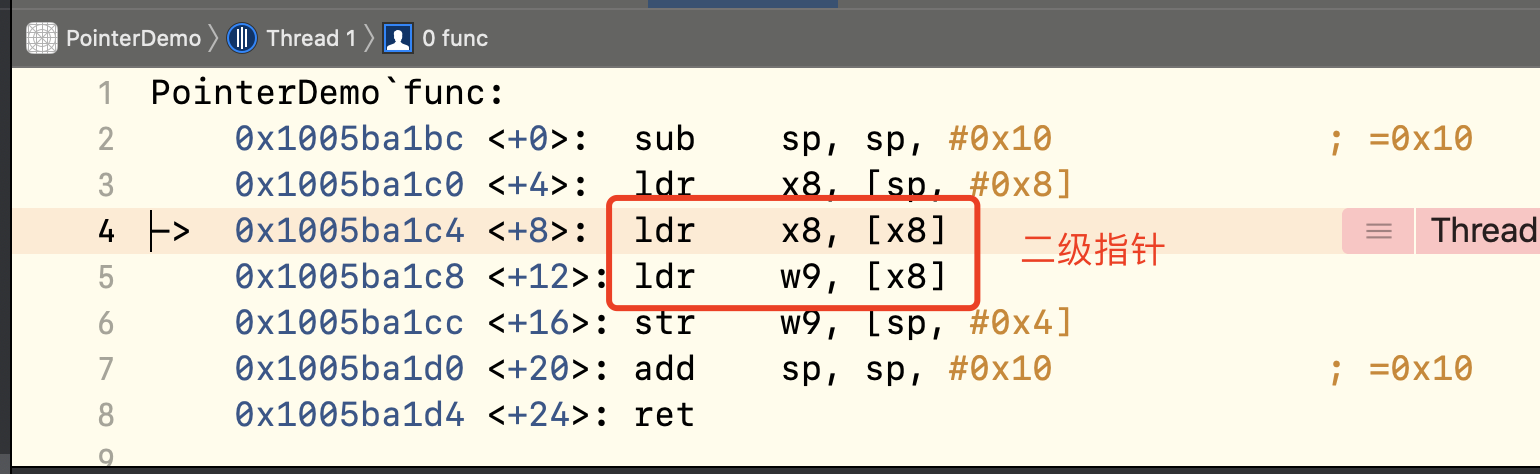 PointerDemo Thread 1 0 func
1 PointerDemo`func:
2 0x1005ba1bc <+0>: sub sp, sp, #0x10 ; =0x10
3 0x1005ba1c0 <+4>: ldr x8, [sp, #0x8]
4 -> 0x1005ba1c4 <+8>: ldr x8, [x8] 二级指针 Thread
5 0x1005ba1c8 <+12>: ldr w9, [x8]
6 0x1005ba1cc <+16>: str w9, [sp, #0x4]
7 0x1005ba1d0 <+20>: add sp, sp, #0x10 ; =0x10
8 0x1005ba1d4 <+24>: ret
9